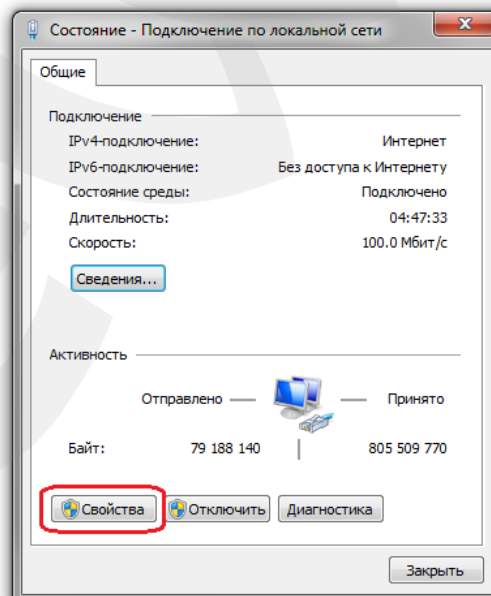 Состояние - Подключение по локальной сети
Общие
Подключение
IPv4-подключение: Интернет
IPv6-подключение: Без доступа к Интернету
Состояние среды: Подключено
Длительность: 04:47:33
Скорость: 100.0 Мбит/с
Сведения...
Активность
Отправлено — — Принято
Байт: 79 188 140 | 805 509 770
Свойства Отключить Диагностика
Закрыть